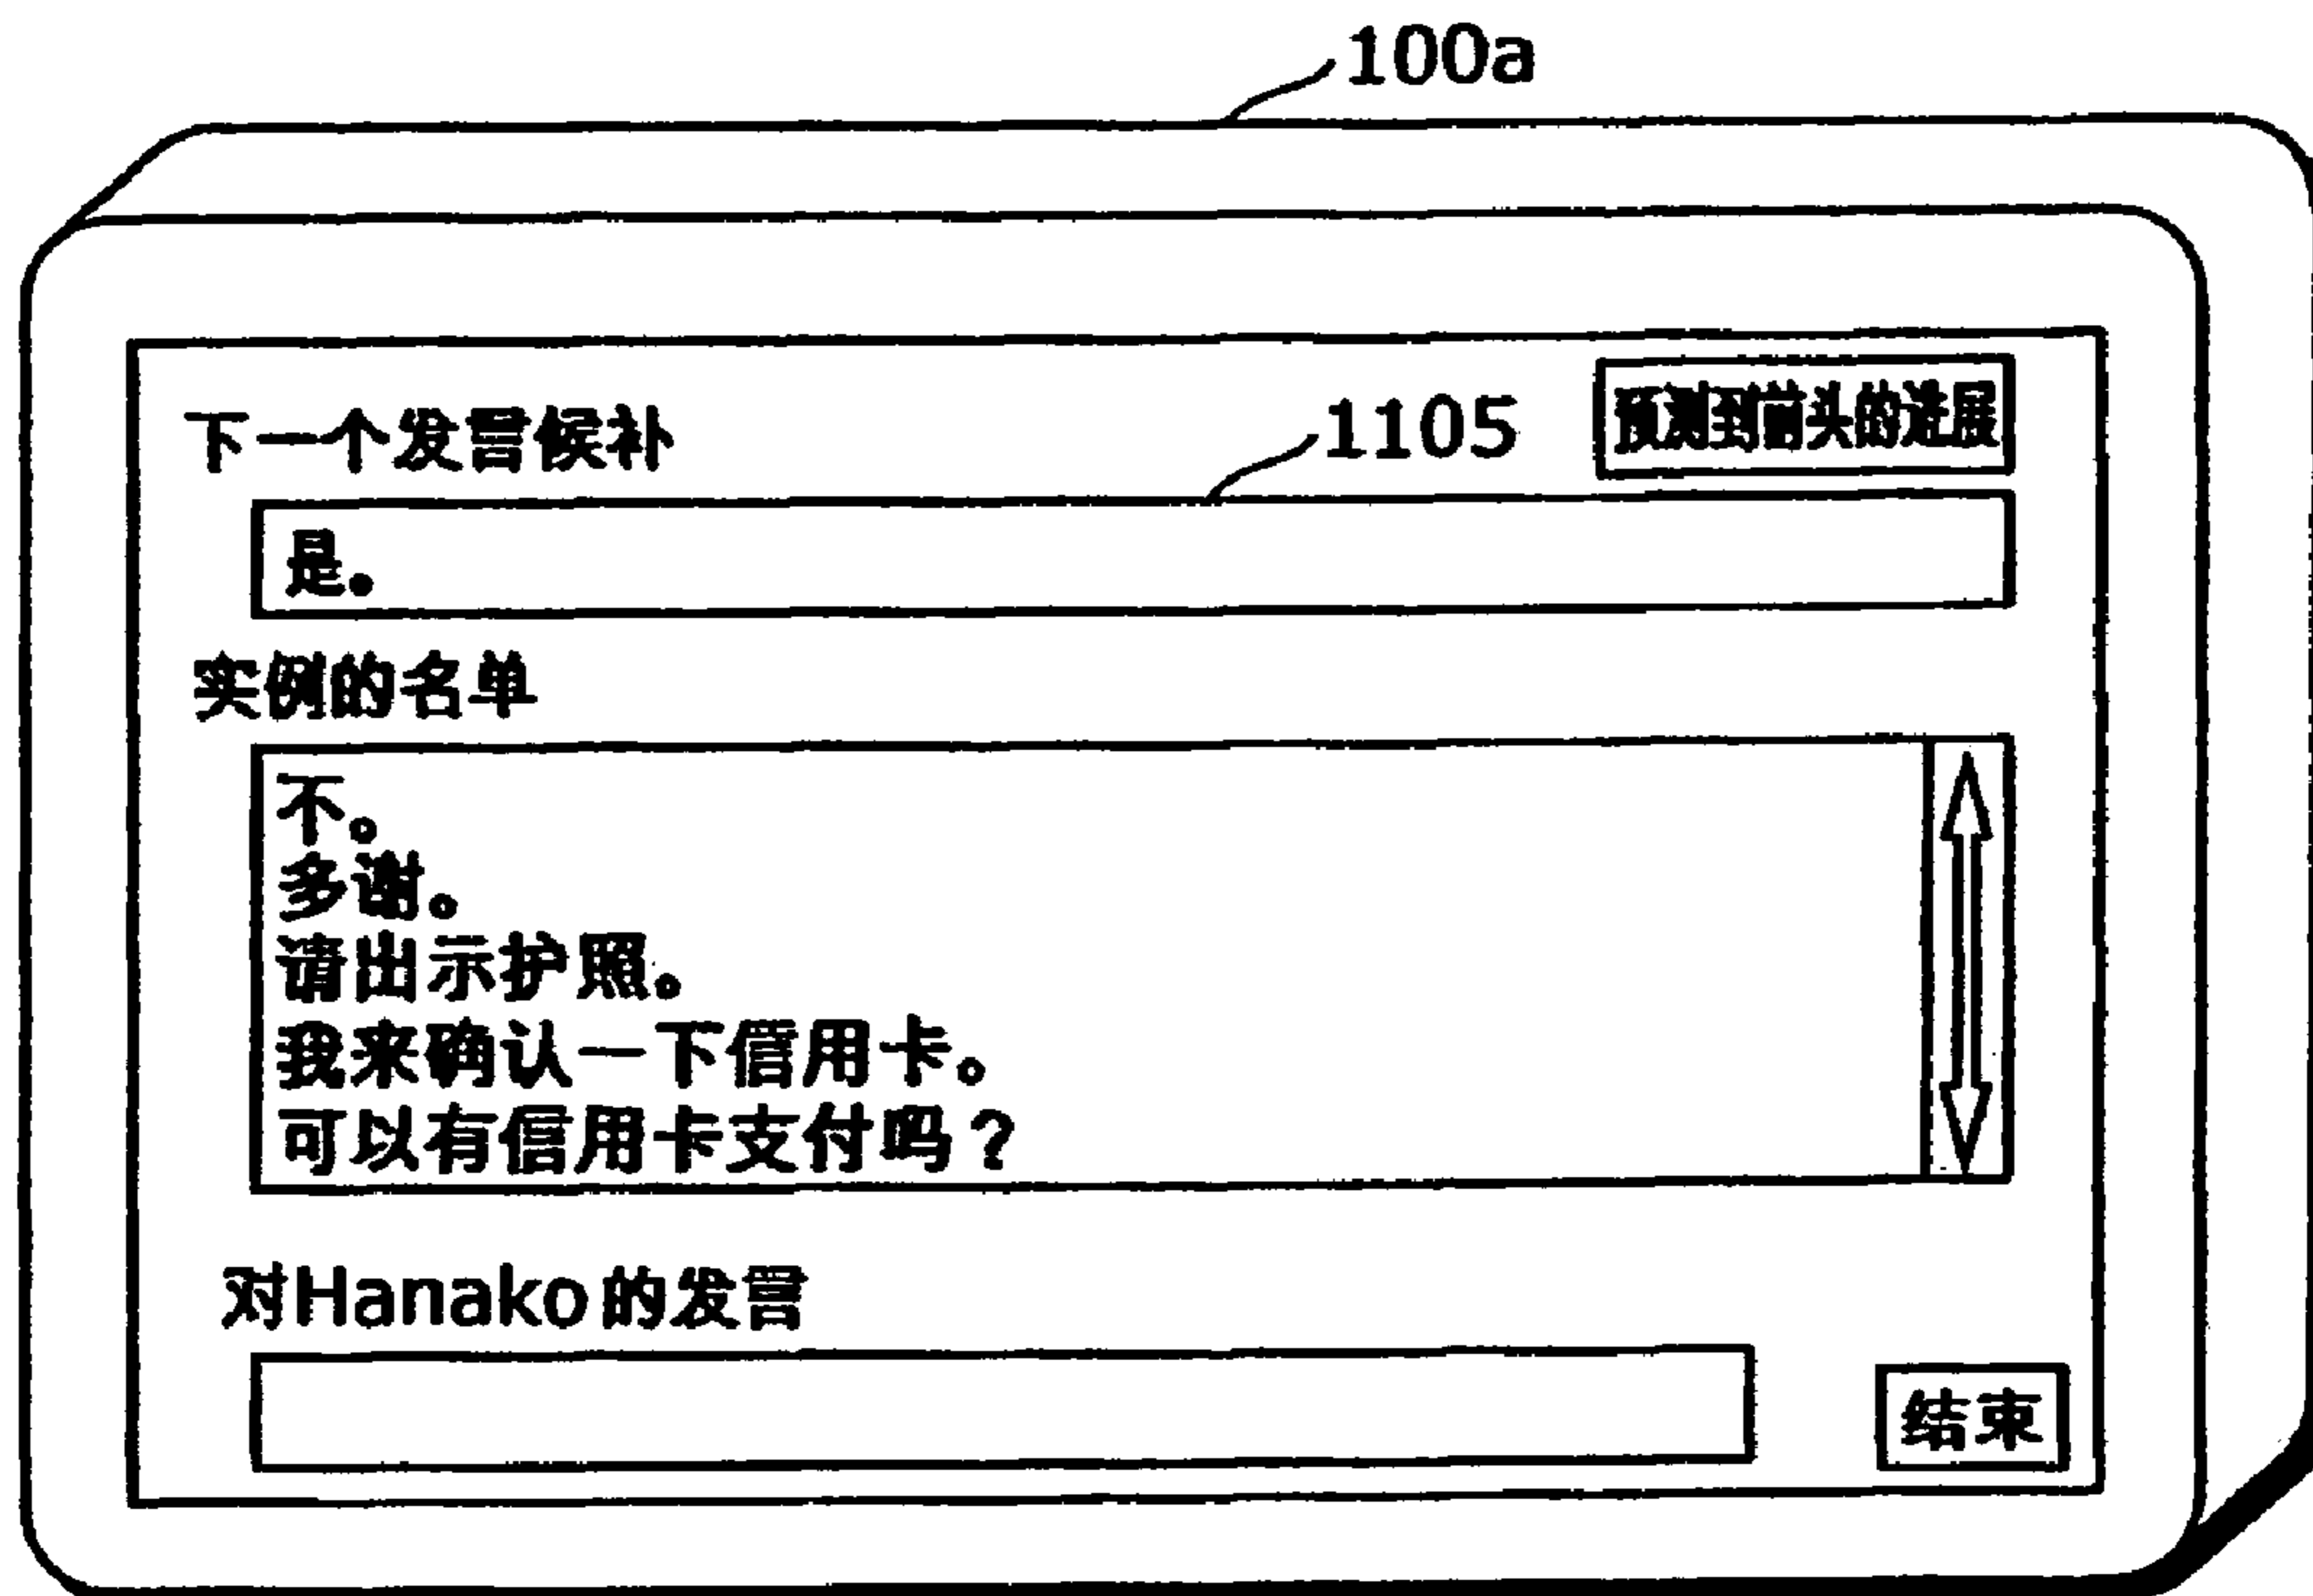 100a
下一个发言候补
1105
预测到前头的进展
是。
实例的名单
不。
多谢。
请出示护照。
我来确认一下信用卡。
可以有信用卡支付吗？
对Hanako的发言
结束